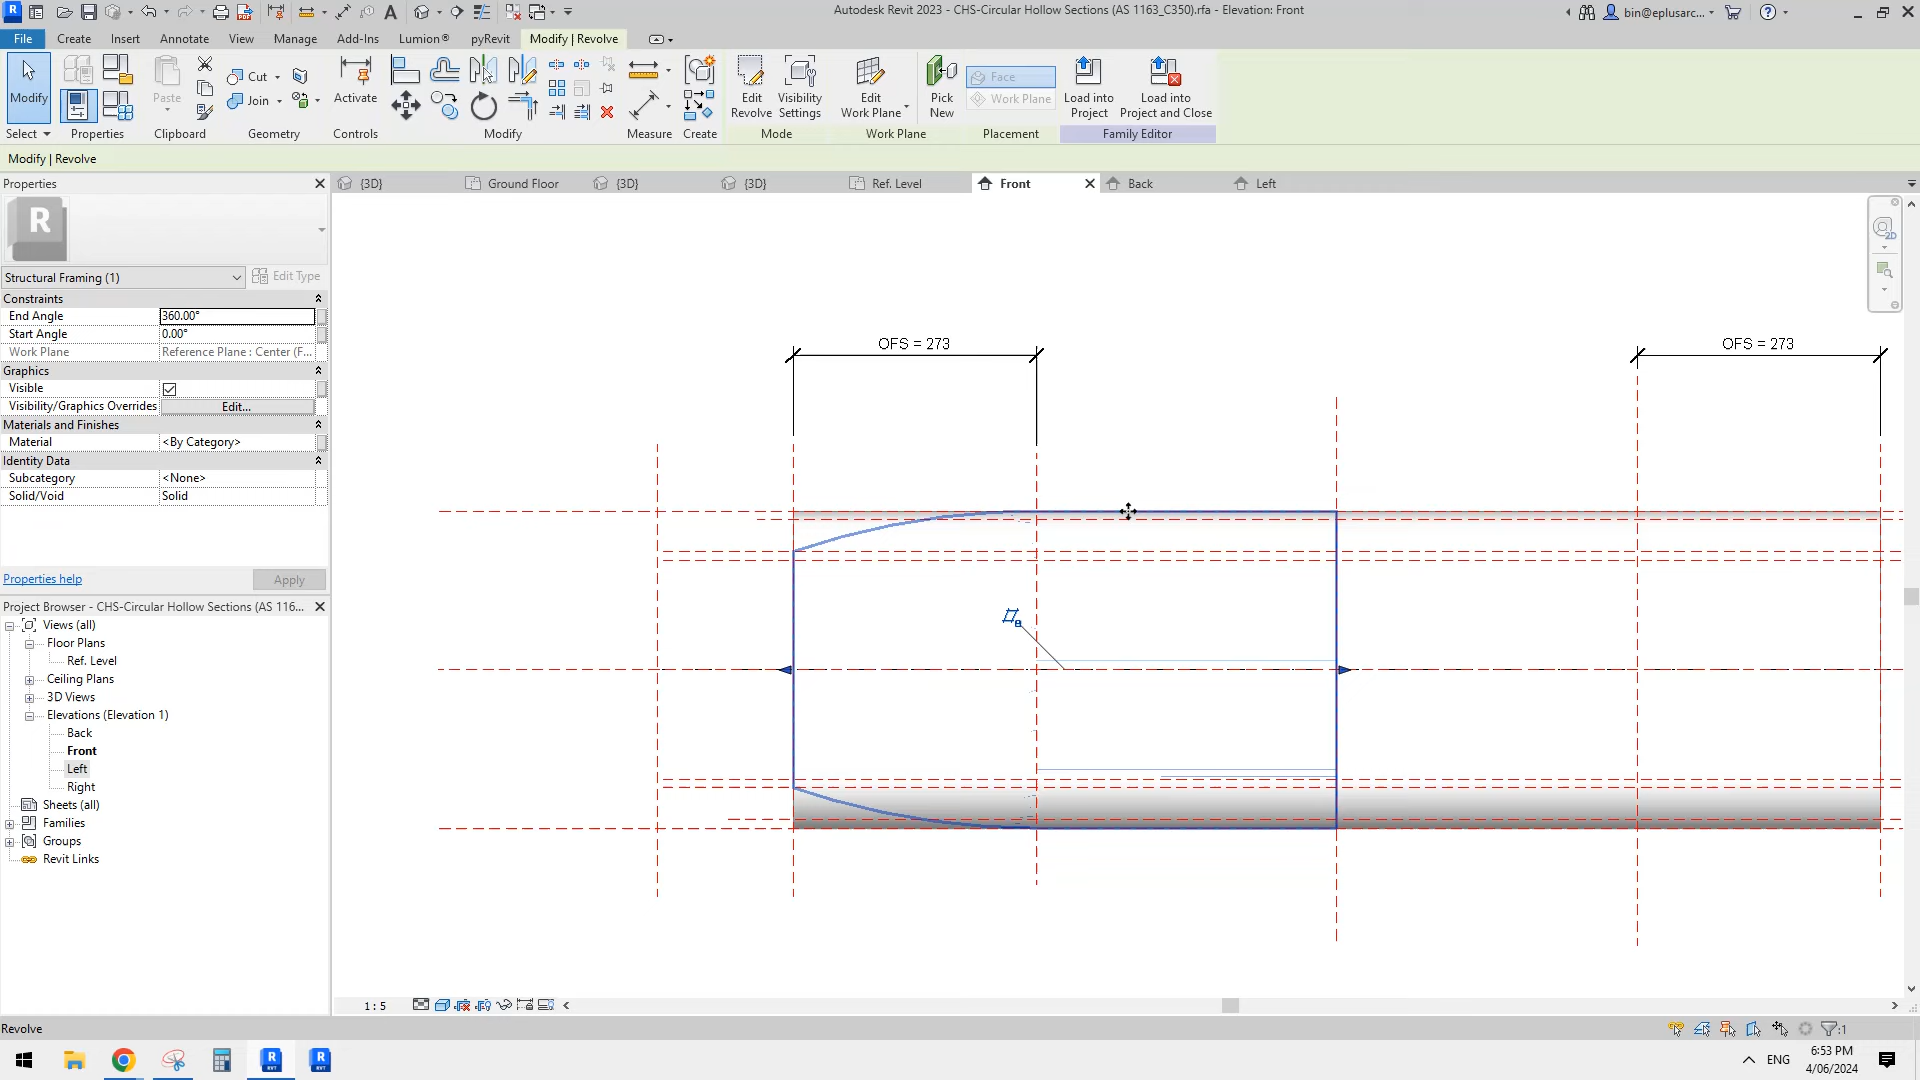 Autodesk Revit 2023 - CHS-Circular Hollow Sections (AS 1163_C350).rfa - Elevation: Front
bin@eplusarc...
File Create Insert Annotate View Manage Add-Ins Lumion® pyRevit Modify | Revolve
Modify
Paste
Cut
Join
Activate
Edit Revolve
Visibility Settings
Edit Work Plane
Pick New
Face
Work Plane
Load into Project
Load into Project and Close
Select Properties Clipboard Geometry Controls Modify Measure Create Mode Work Plane Placement Family Editor
Modify | Revolve
Properties
{3D} Ground Floor {3D} {3D} Ref. Level Front Back Left
R
Structural Framing (1) Edit Type
Constraints
End Angle 360.00°
Start Angle 0.00°
Work Plane Reference Plane : Center (F...
Graphics
Visible
Visibility/Graphics Overrides Edit...
Materials and Finishes
Material <By Category>
Identity Data
Subcategory <None>
Solid/Void Solid
Properties help Apply
OFS = 273
OFS = 273
2D
Project Browser - CHS-Circular Hollow Sections (AS 116...
Views (all)
Floor Plans
Ref. Level
Ceiling Plans
3D Views
Elevations (Elevation 1)
Back
Front
Left
Right
Sheets (all)
Families
Groups
Revit Links
1 : 5
Revolve
:1
ENG
6:53 PM
4/06/2024